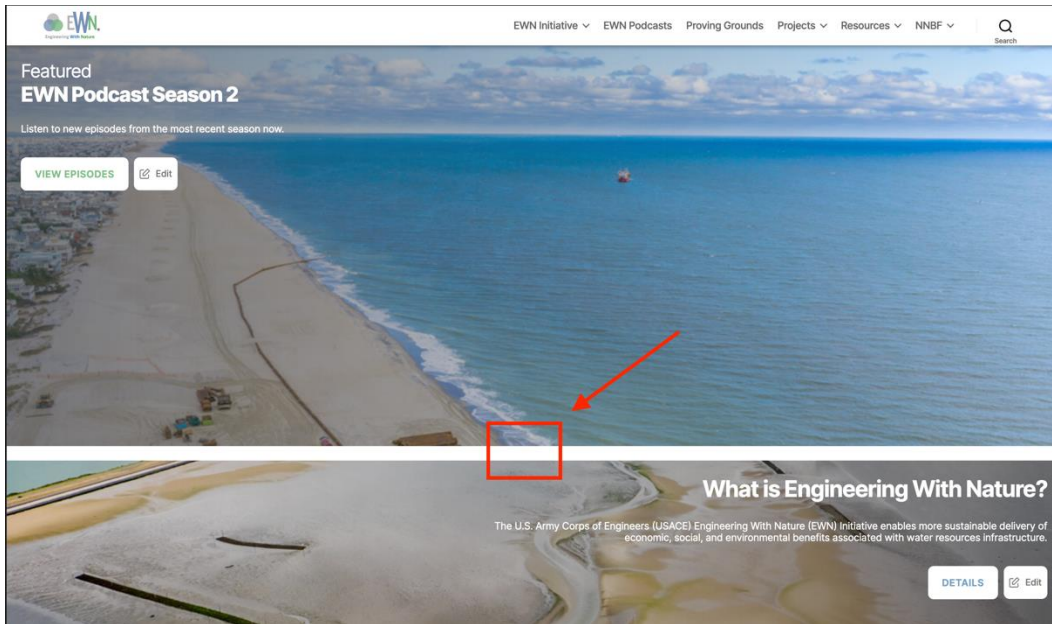 EWN.
Engineering With Nature
EWN Initiative
EWN Podcasts
Proving Grounds
Projects
Resources
NNBF
Search
Featured
EWN Podcast Season 2
Listen to new episodes from the most recent season now.
VIEW EPISODES
Edit
What is Engineering With Nature?
The U.S. Army Corps of Engineers (USACE) Engineering With Nature (EWN) Initiative enables more sustainable delivery of
economic, social, and environmental benefits associated with water resources infrastructure.
DETAILS
Edit